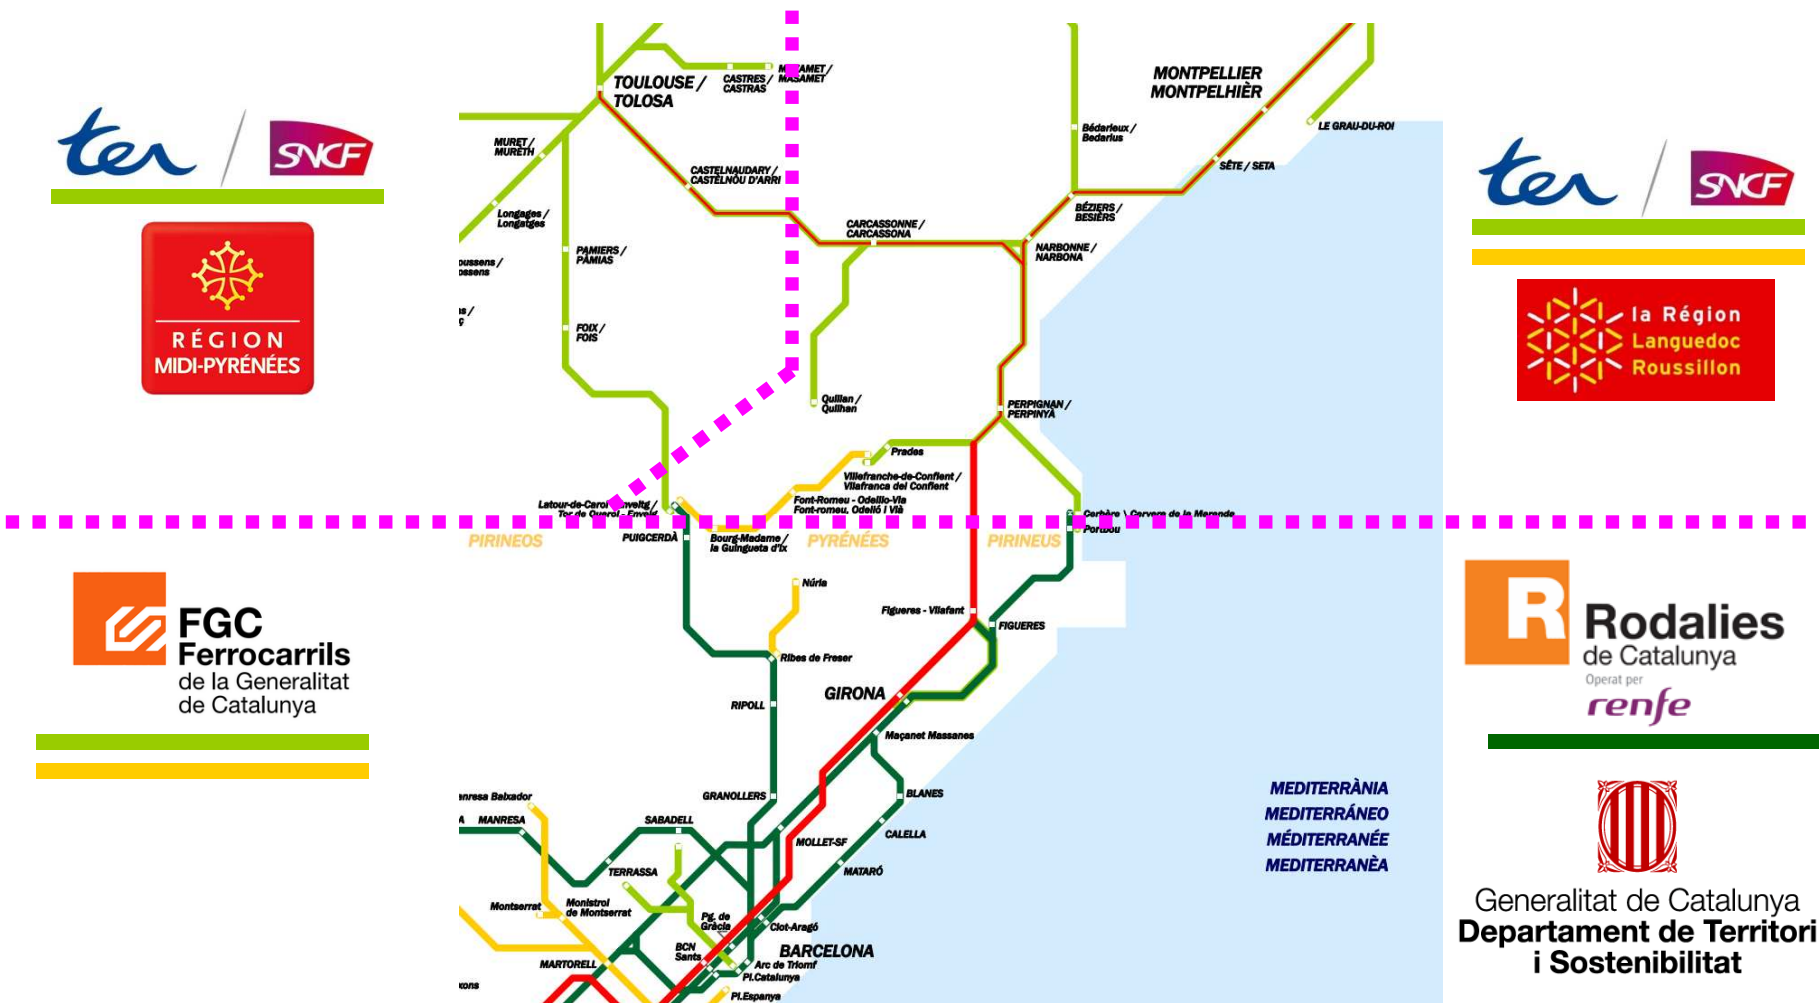 ter
SNCF
RÉGION
MIDI-PYRÉNÉES
FGC
Ferrocarrils
de la Generalitat
de Catalunya
TOULOUSE /
TOLOSA
CASTRES /
CASTRAS
MURET /
MURETH
CASTELNAUDARY /
CASTÈLNÒU D'ARRI
Longages /
Longatges
PAMIERS /
PÀMIAS
FOIX /
FOIS
CARCASSONNE /
CARCASSONA
Quillan /
Quilhan
MONTPELLIER
MONTPELHIÈR
LE GRAU-DU-ROI
Bédarieux /
Bedarius
SÈTE / SETA
BÉZIERS /
BESIÈRS
NARBONNE /
NARBONA
PERPIGNAN /
PERPINYÀ
Prades
Villefranche-de-Conflent /
Vilafranca del Conflent
Font-Romeu - Odeillo-Via
Font-romeu, Odelló i Vià
PUIGCERDÀ
Bourg-Madame /
la Guingueta d'Ix
PIRINEOS
PYRÉNÉES
PIRINEUS
Portbou
Núria
Figueres - Vilafant
FIGUERES
Ribes de Freser
RIPOLL
GIRONA
Maçanet Massanes
GRANOLLERS
BLANES
CALELLA
MATARÓ
MOLLET-SF
SABADELL
MANRESA
TERRASSA
Montserrat
Monistrol
de Montserrat
Pg. de
Gràcia
Clot-Aragó
BCN
Sants
BARCELONA
Arc de Triomf
Pl.Catalunya
Pl.Espanya
MARTORELL
MEDITERRÀNIA
MEDITERRÁNEO
MÉDITERRANÉE
MEDITERRANÈA
ter
SNCF
la Région
Languedoc
Roussillon
R
Rodalies
de Catalunya
Operat per
renfe
Generalitat de Catalunya
Departament de Territori
i Sostenibilitat